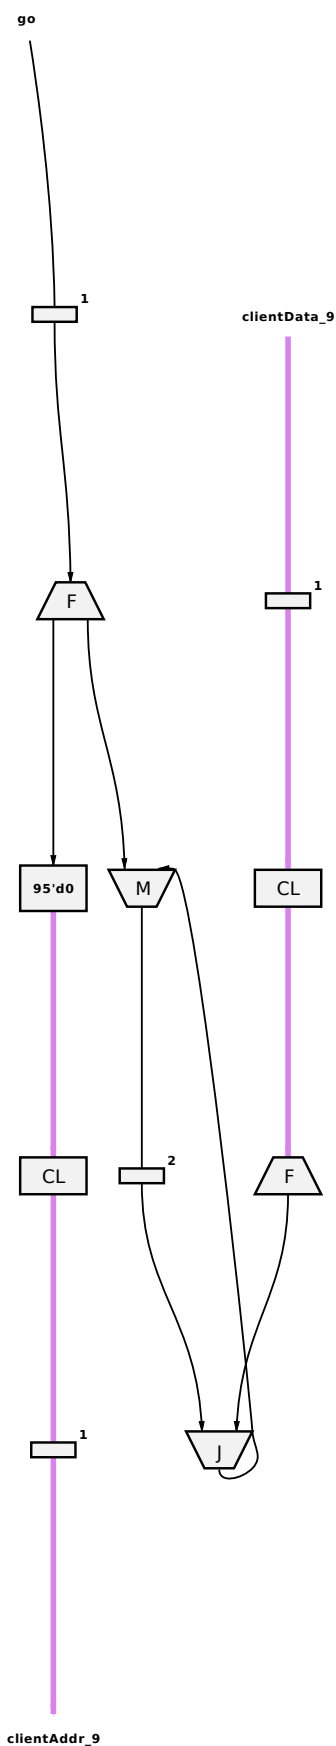 go
1
clientData_9
F
1
95'd0
M
CL
2
CL
F
1
J
clientAddr_9